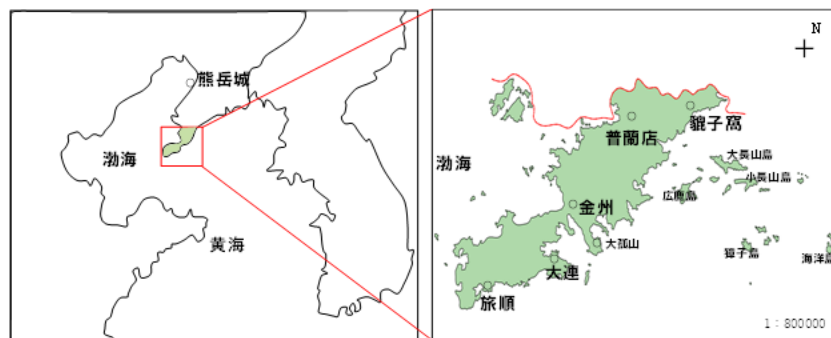 熊岳城
渤海
黄海
N
貔子窩
普蘭店
渤海
大長山島
小長山島
広鹿島
金州
大孤山
獐子島
海洋島
大連
旅順
1：800000